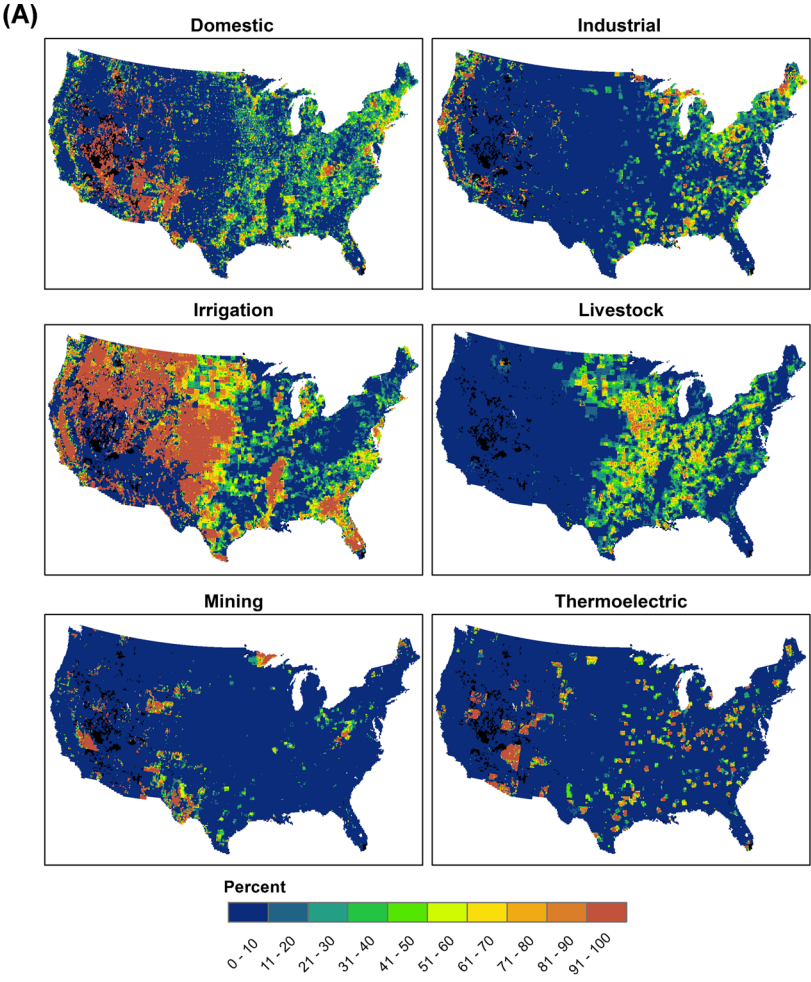 (A)
Domestic
Industrial
Irrigation
Livestock
Mining
Thermoelectric
Percent
0 - 10
11 - 20
21 - 30
31 - 40
41 - 50
51 - 60
61 - 70
71 - 80
81 - 90
91 - 100